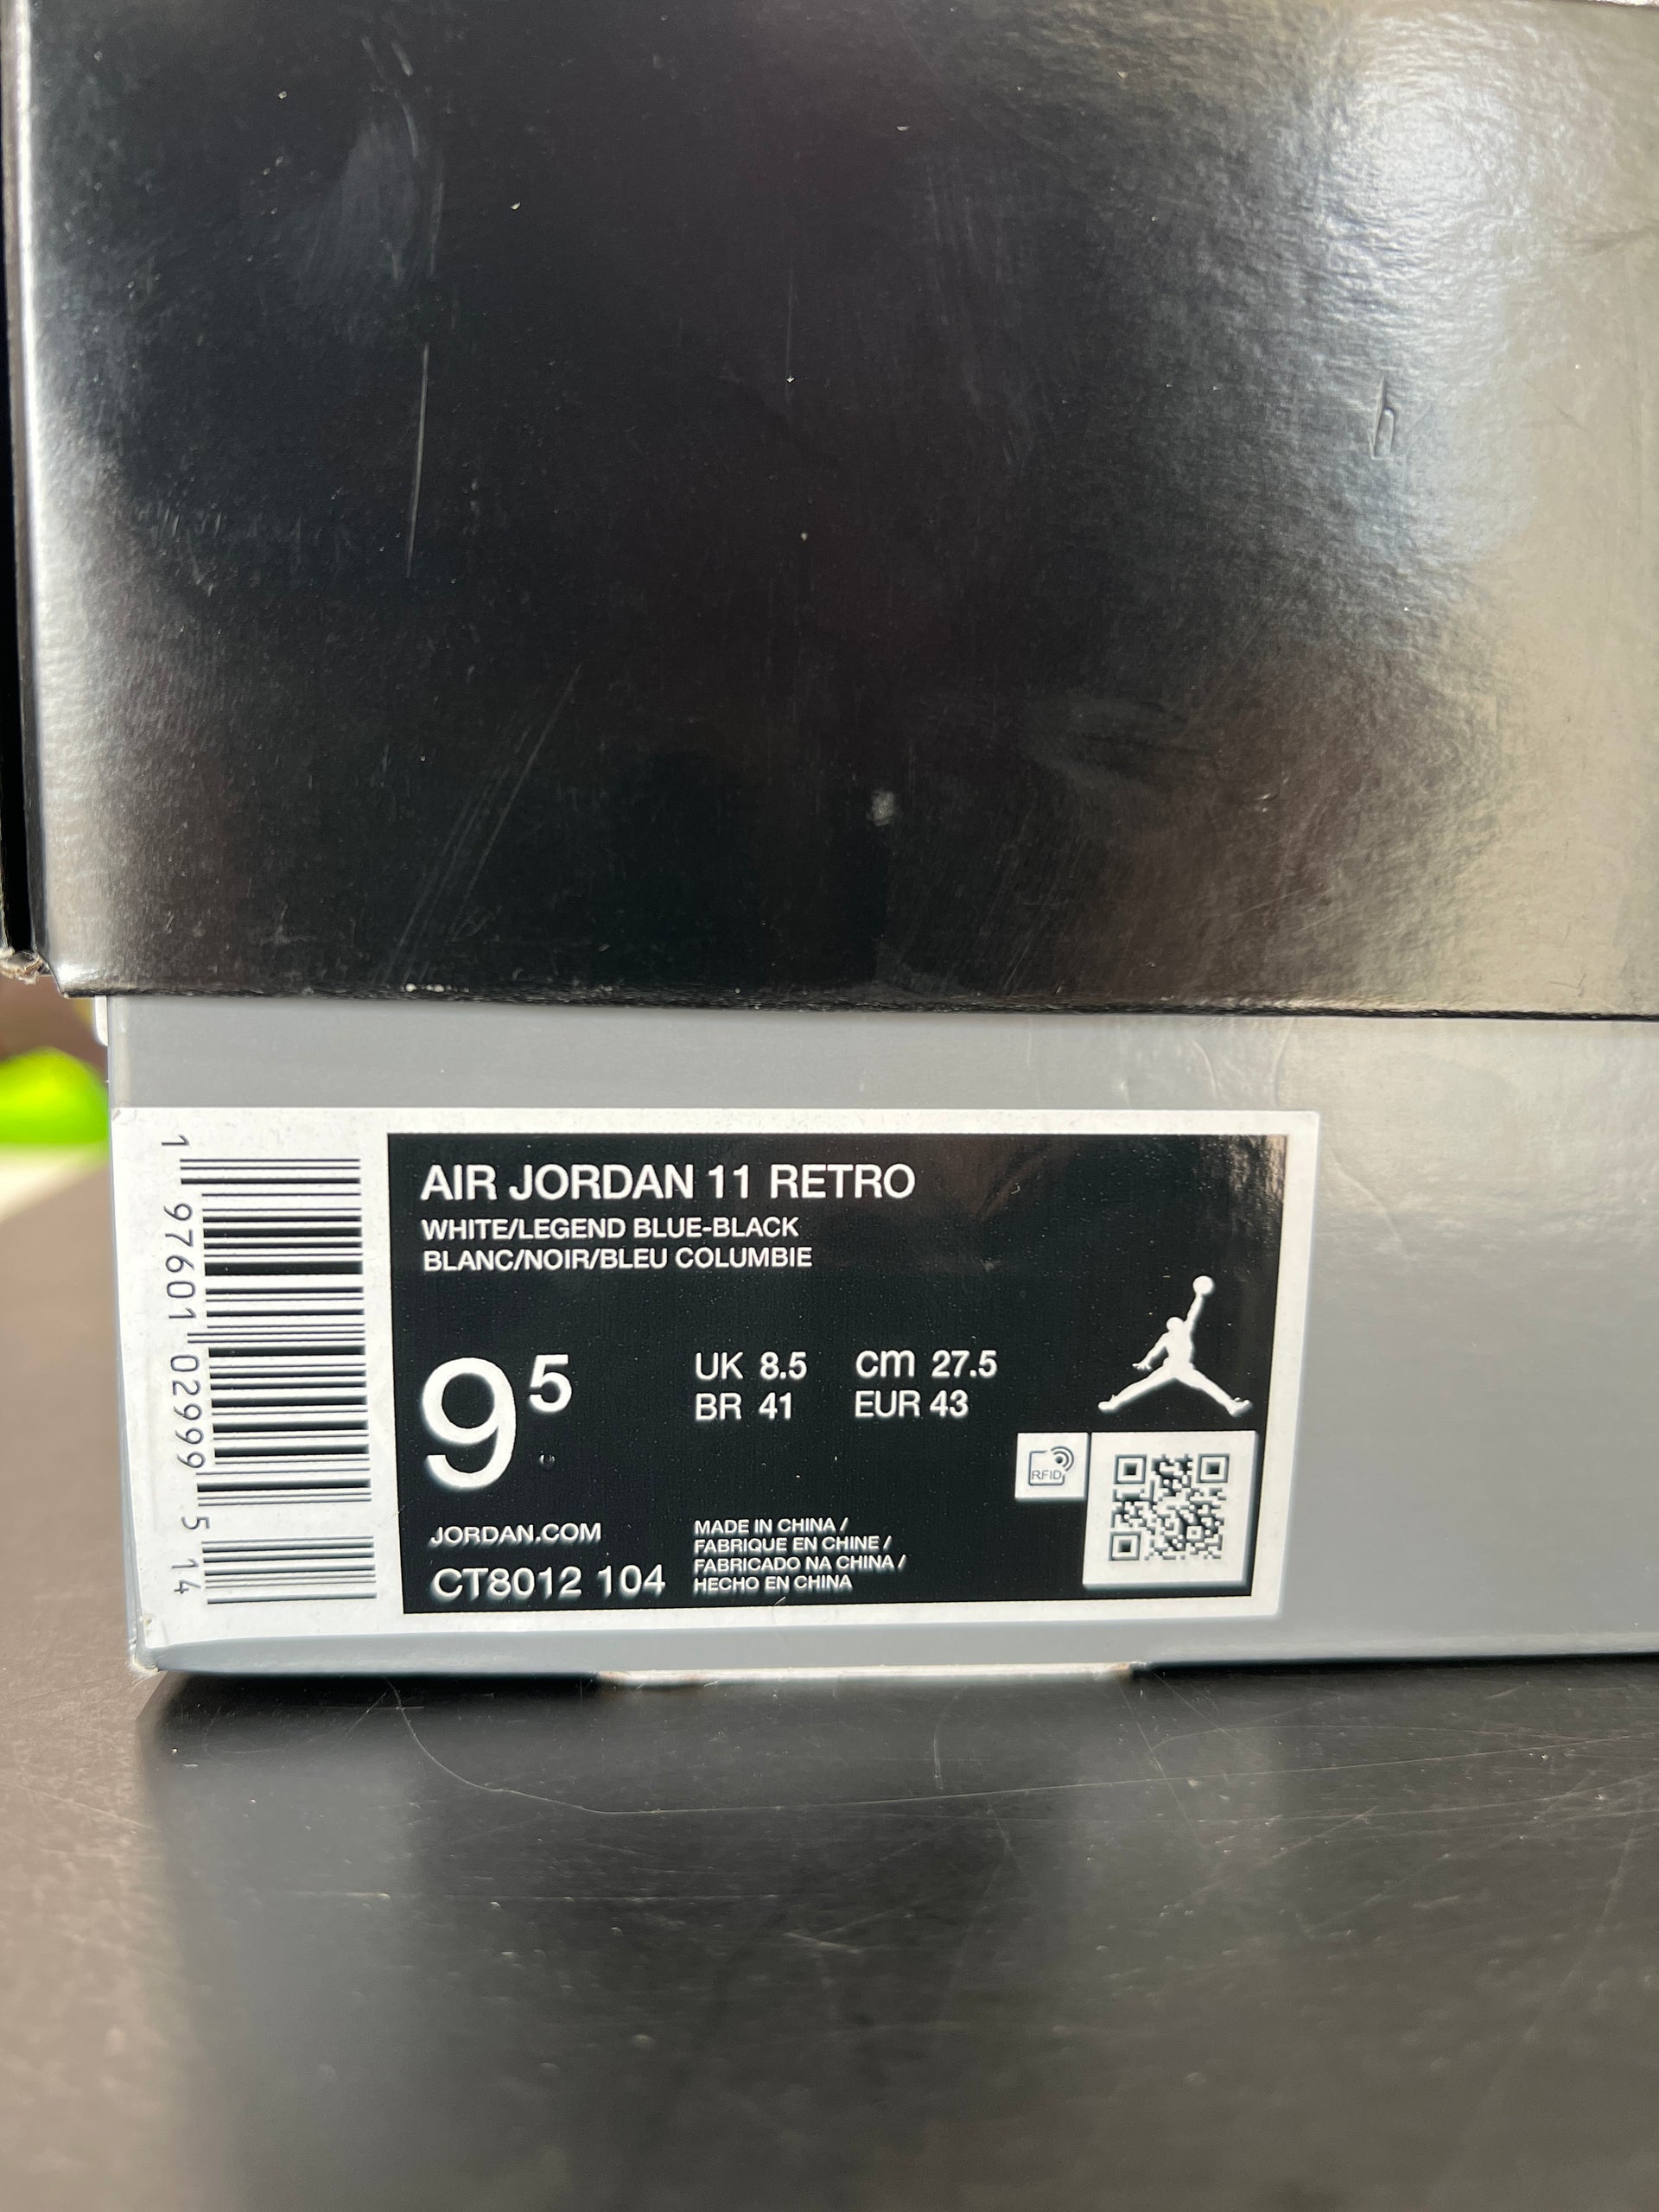 AIR JORDAN 11 RETRO
WHITE/LEGEND BLUE-BLACK
BLANC/NOIR/BLEU COLUMBIE
9⁵
UK 8.5 cm 27.5
BR 41 EUR 43
RFID
JORDAN.COM
CT8012 104
MADE IN CHINA /
FABRIQUE EN CHINE /
FABRICADO NA CHINA /
HECHO EN CHINA
1 97601 02999 5 14